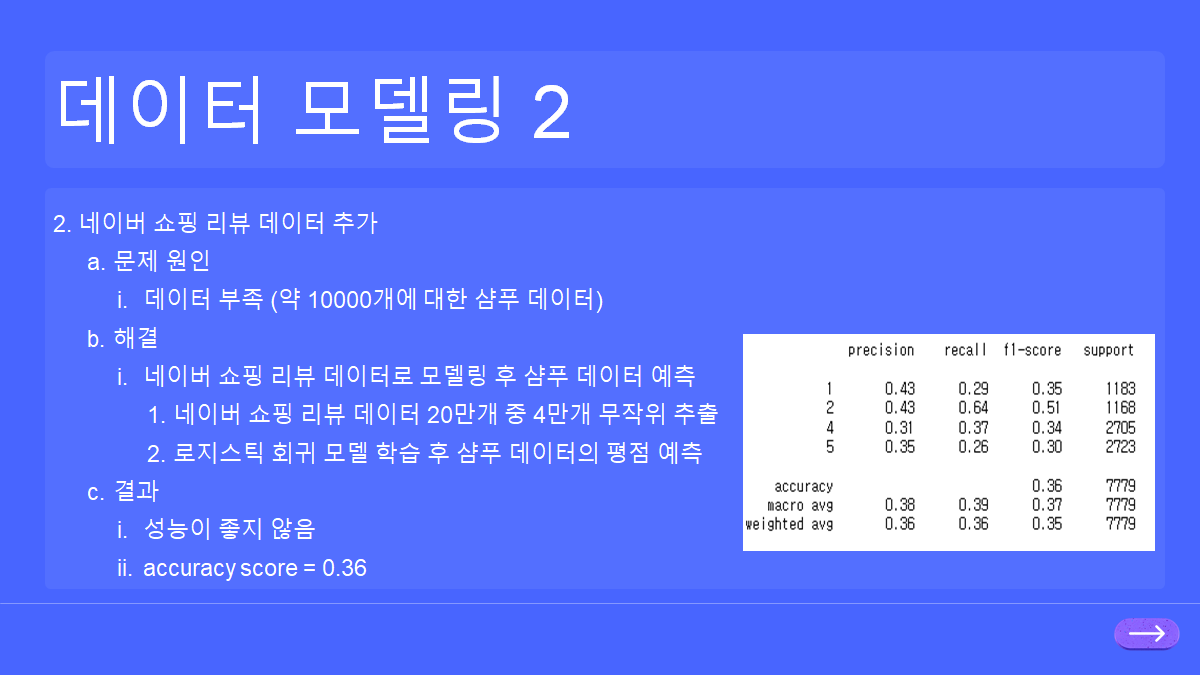 데이터 모델링 2
2. 네이버 쇼핑 리뷰 데이터 추가
a. 문제 원인
i. 데이터 부족 (약 10000개에 대한 샴푸 데이터)
b. 해결
i. 네이버 쇼핑 리뷰 데이터로 모델링 후 샴푸 데이터 예측
1. 네이버 쇼핑 리뷰 데이터 20만개 중 4만개 무작위 추출
2. 로지스틱 회귀 모델 학습 후 샴푸 데이터의 평점 예측
c. 결과
i. 성능이 좋지 않음
ii. accuracy score = 0.36
precision recall f1-score support
1 0.43 0.29 0.35 1183
2 0.43 0.64 0.51 1168
4 0.31 0.37 0.34 2705
5 0.35 0.26 0.30 2723
accuracy 0.36 7779
macro avg 0.38 0.39 0.37 7779
weighted avg 0.36 0.36 0.35 7779